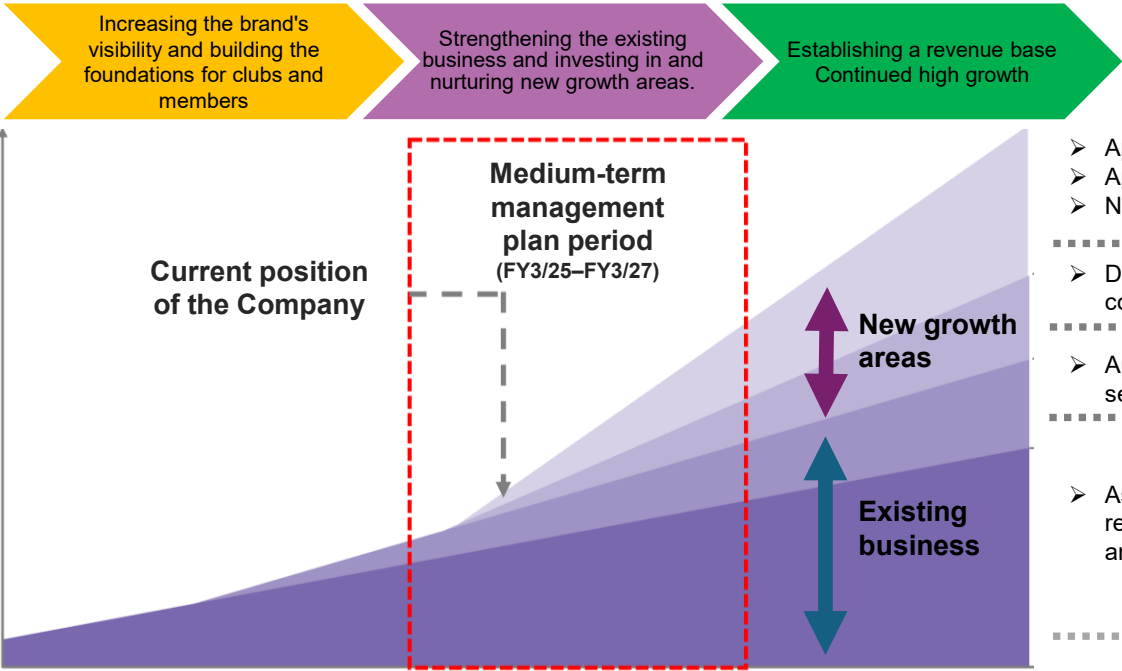 Increasing the brand's
visibility and building the
foundations for clubs and
members
Strengthening the existing
business and investing in and
nurturing new growth areas.
Establishing a revenue base
Continued high growth
Medium-term
management
plan period
(FY3/25–FY3/27)
Current position
of the Company
New growth
areas
Existing
business